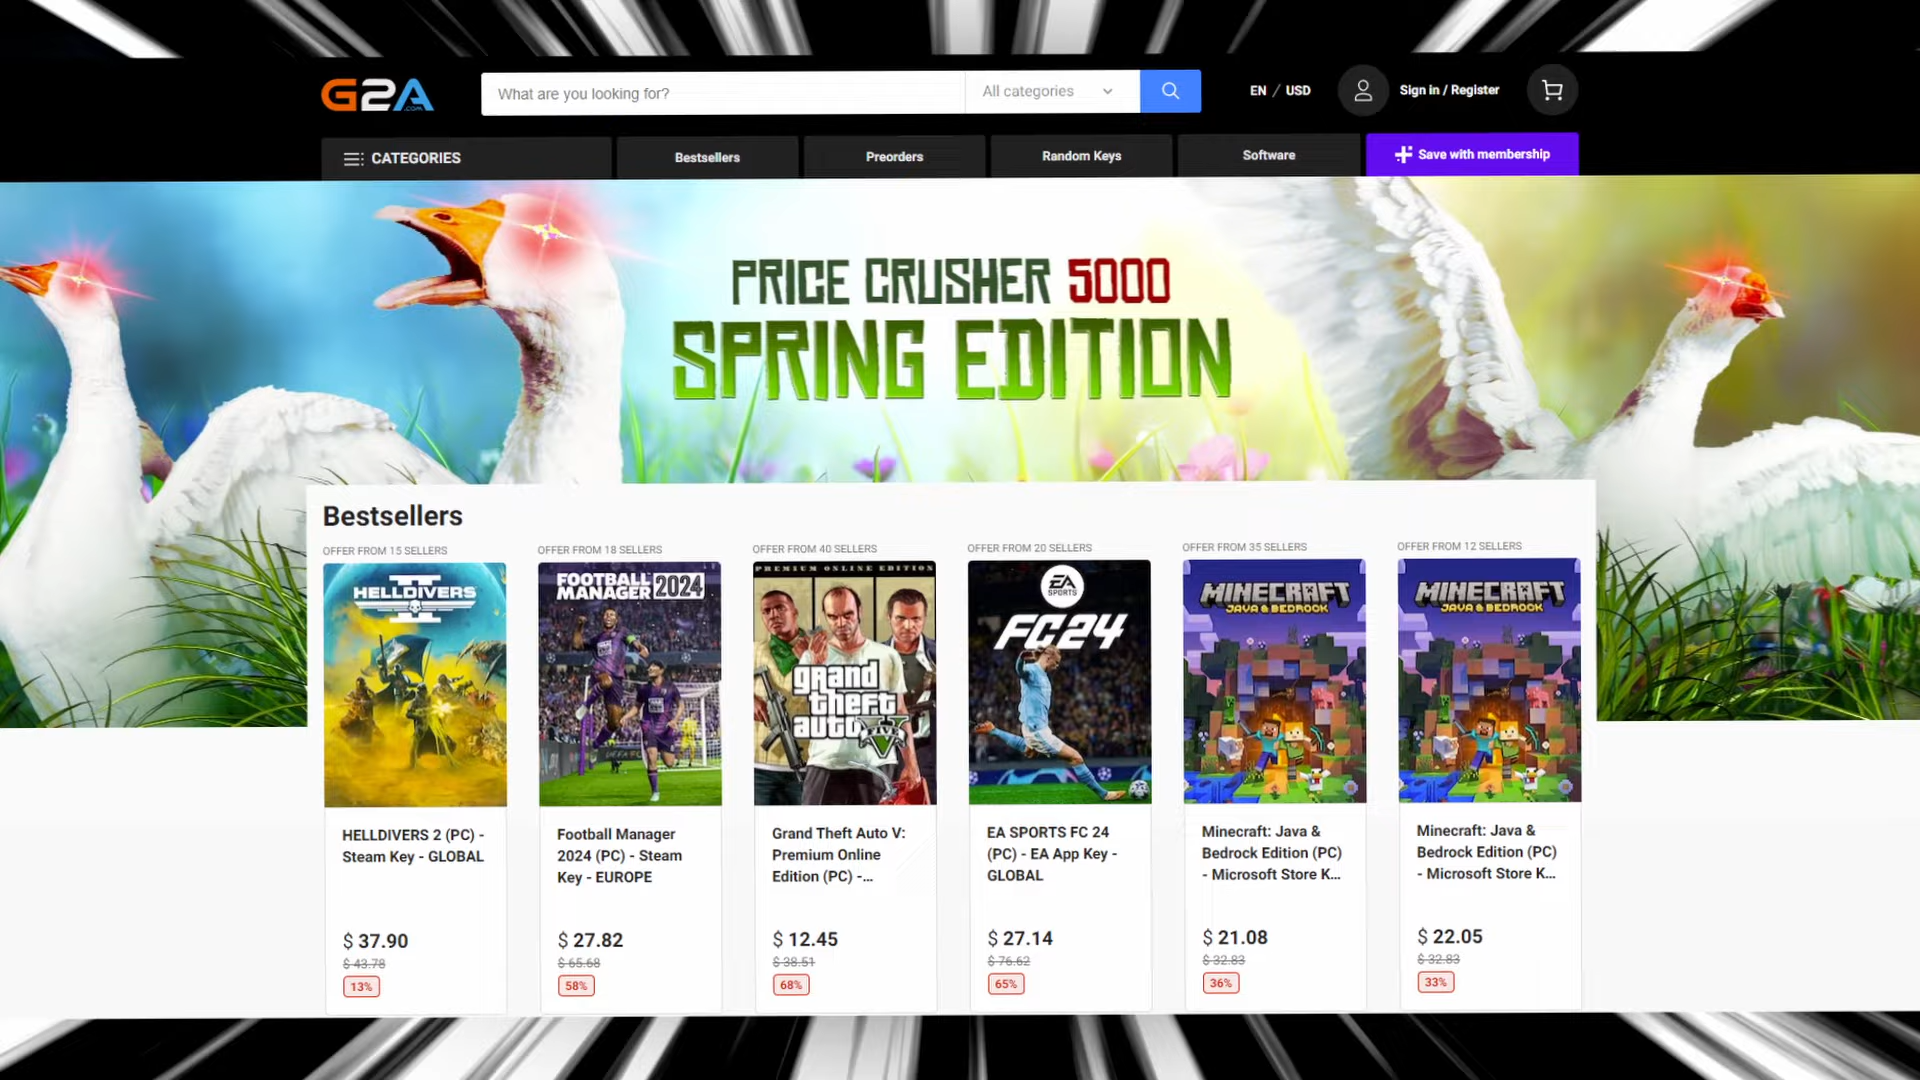 G2A.COM
What are you looking for?
All categories
EN / USD
Sign in / Register
CATEGORIES
Bestsellers
Preorders
Random Keys
Software
Save with membership
PRICE CRUSHER 5000
SPRING EDITION
Bestsellers
OFFER FROM 15 SELLERS
HELLDIVERS
II
HELLDIVERS 2 (PC) -
Steam Key - GLOBAL
$ 37.90
$ 43.78
13%
OFFER FROM 18 SELLERS
FOOTBALL
MANAGER 2024
Football Manager
2024 (PC) - Steam
Key - EUROPE
$ 27.82
$ 65.68
58%
OFFER FROM 40 SELLERS
PREMIUM ONLINE EDITION
grand
theft
auto V
FIVE
Grand Theft Auto V:
Premium Online
Edition (PC) -...
$ 12.45
$ 38.51
68%
OFFER FROM 20 SELLERS
EA
SPORTS
FC 24
EA SPORTS FC 24
(PC) - EA App Key -
GLOBAL
$ 27.14
$ 76.62
65%
OFFER FROM 35 SELLERS
MINECRAFT
JAVA & BEDROCK
Minecraft: Java &
Bedrock Edition (PC)
- Microsoft Store K...
$ 21.08
$ 32.83
36%
OFFER FROM 12 SELLERS
MINECRAFT
JAVA & BEDROCK
Minecraft: Java &
Bedrock Edition (PC)
- Microsoft Store K...
$ 22.05
$ 32.83
33%